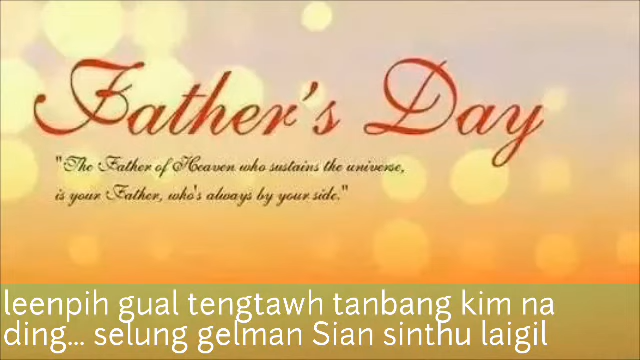 Father's Day
"The Father of Heaven who sustains the universe,
is your Father, who's always by your side."
leenpih gual tengtawh tanbang kim na
ding... selung gelman Sian sinthu laigil